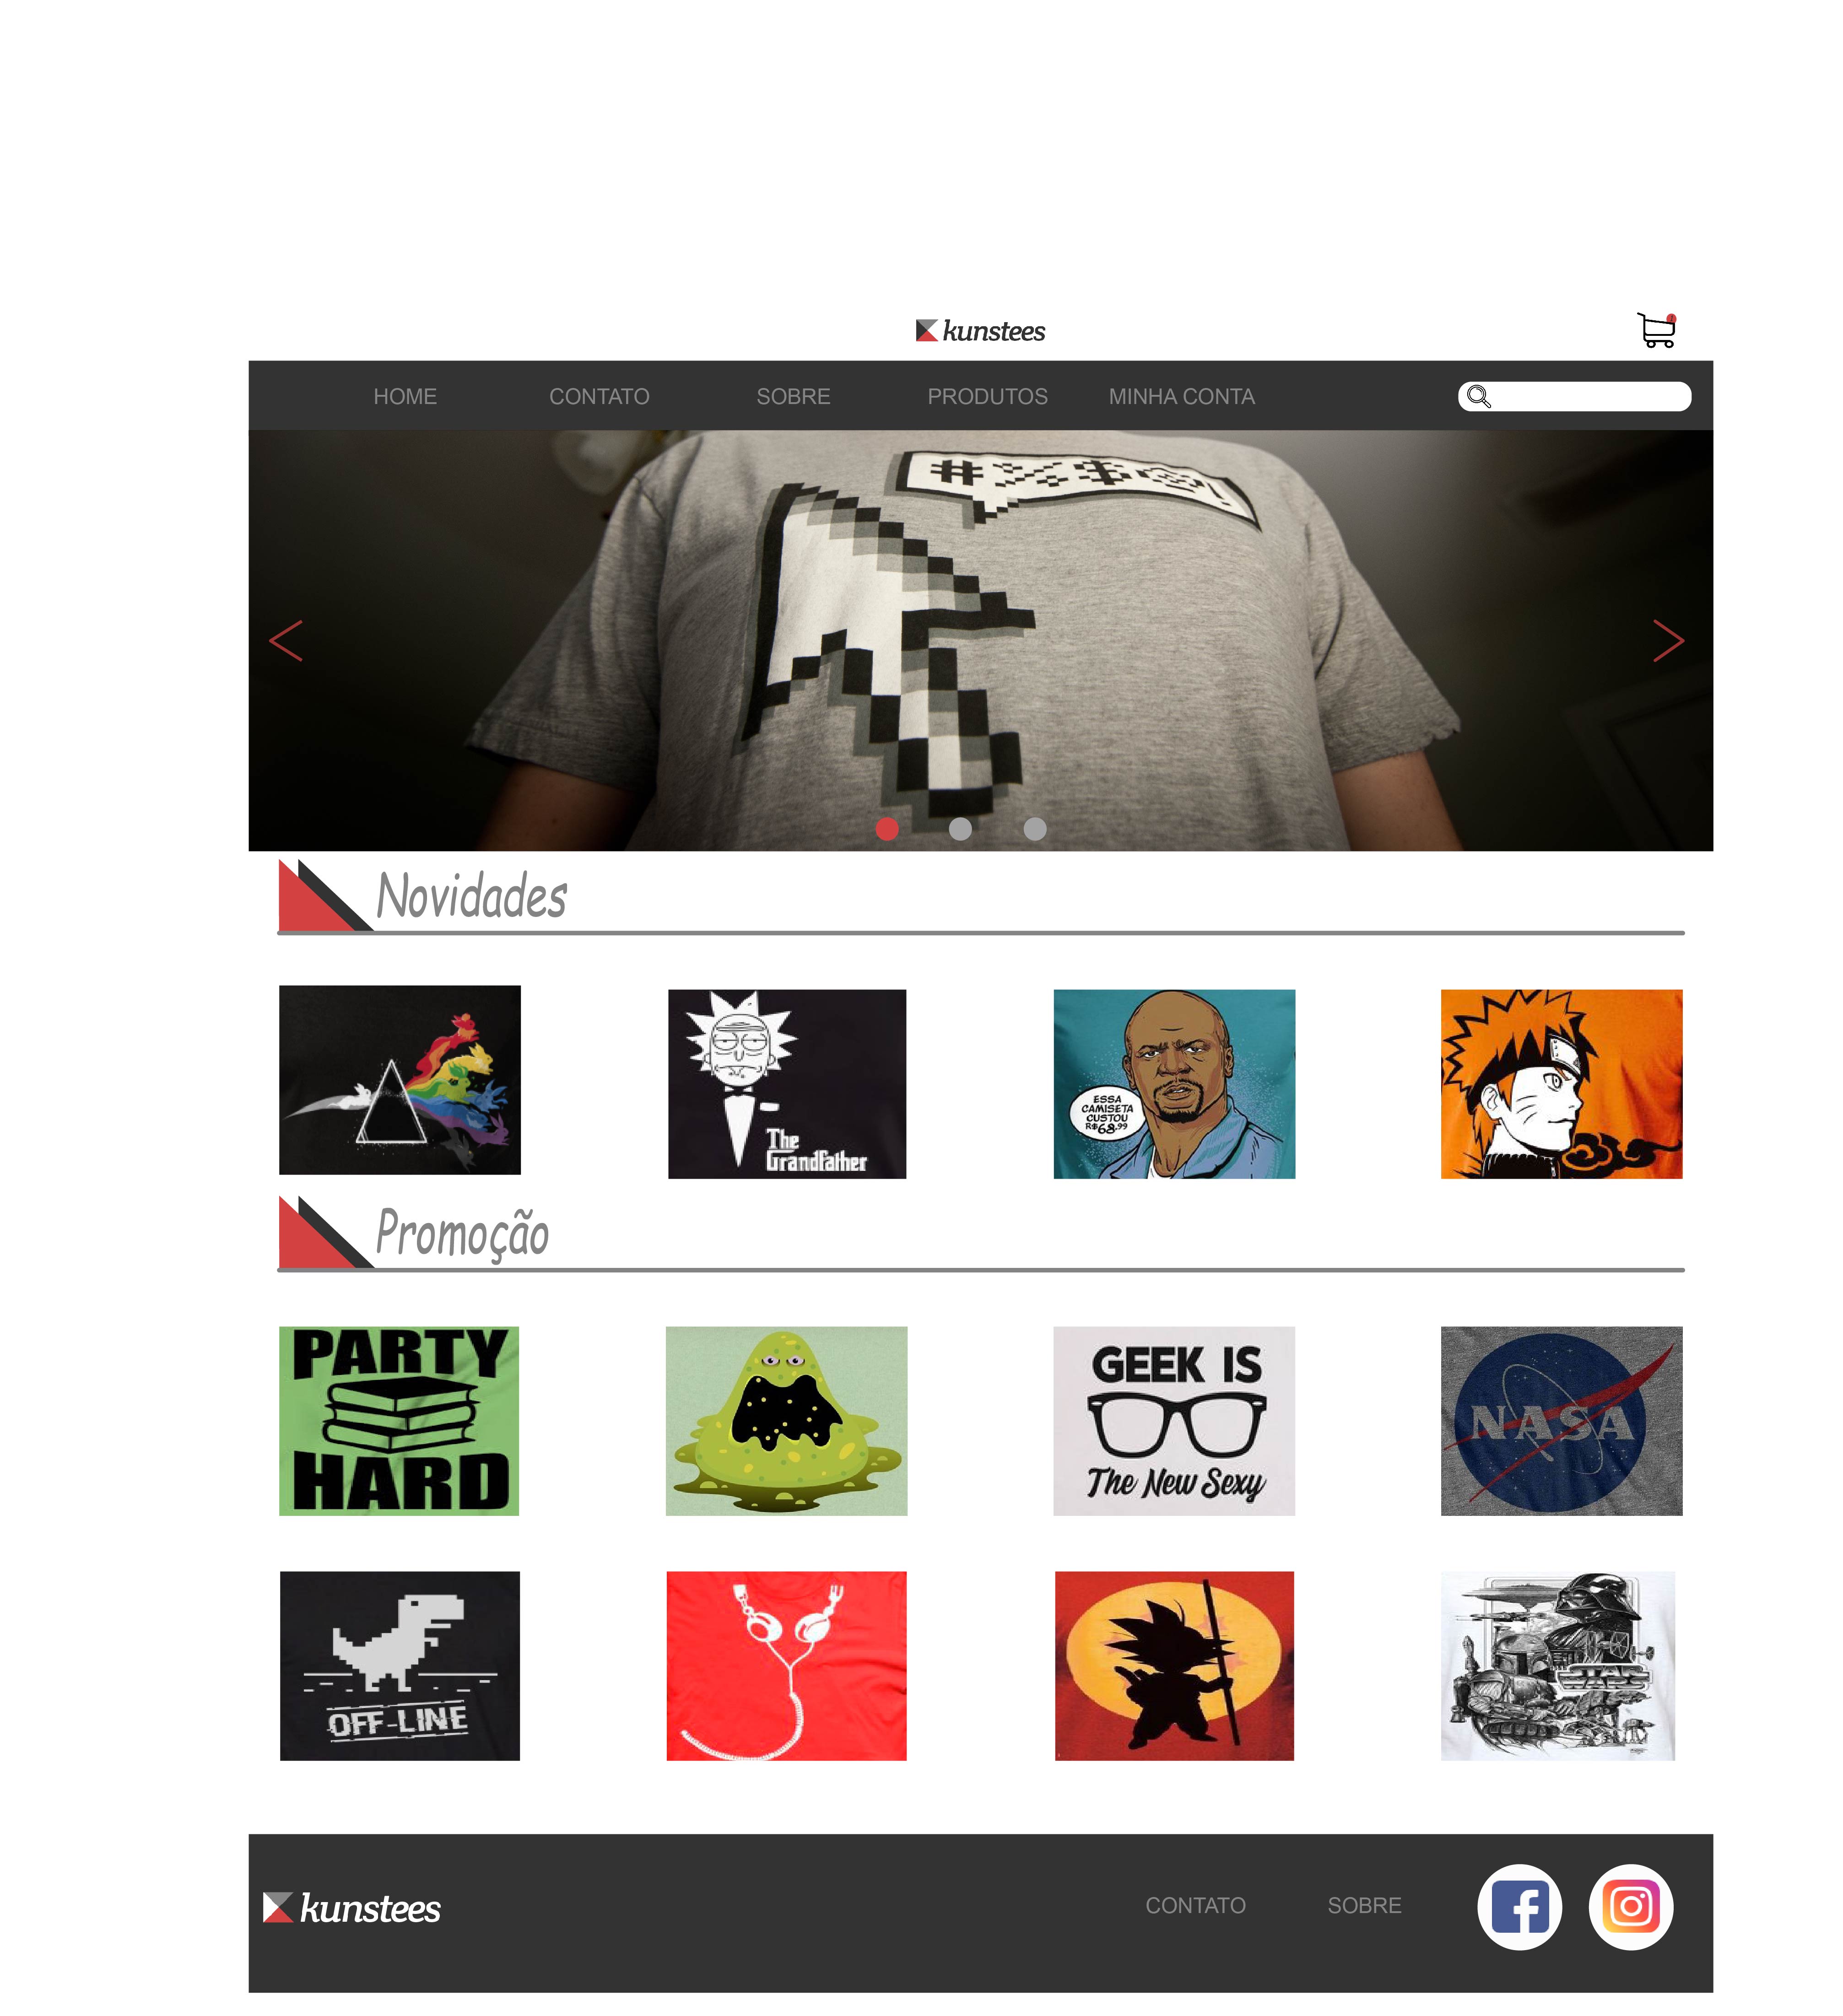 kunstees
HOME CONTATO SOBRE PRODUTOS MINHA CONTA
#%$@!
Novidades
The
Grandfather
ESSA
CAMISETA
CUSTOU
R$68,99
Promoção
PARTY
HARD
GEEK IS
The New Sexy
NASA
OFF-LINE
STAR
WARS
kunstees
CONTATO SOBRE